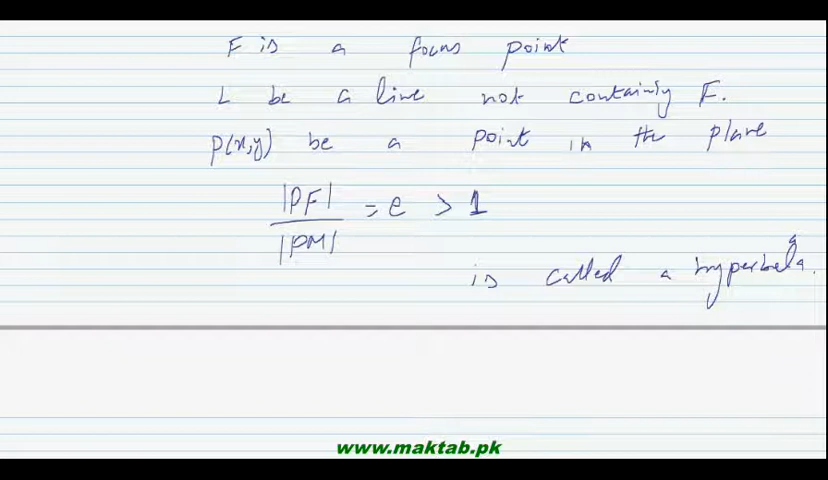 F is a focus point
L be a line not containing F.
P(x,y) be a point in the plane
|PF|
|PM| = e > 1
is called a hyperbola.
www.maktab.pk